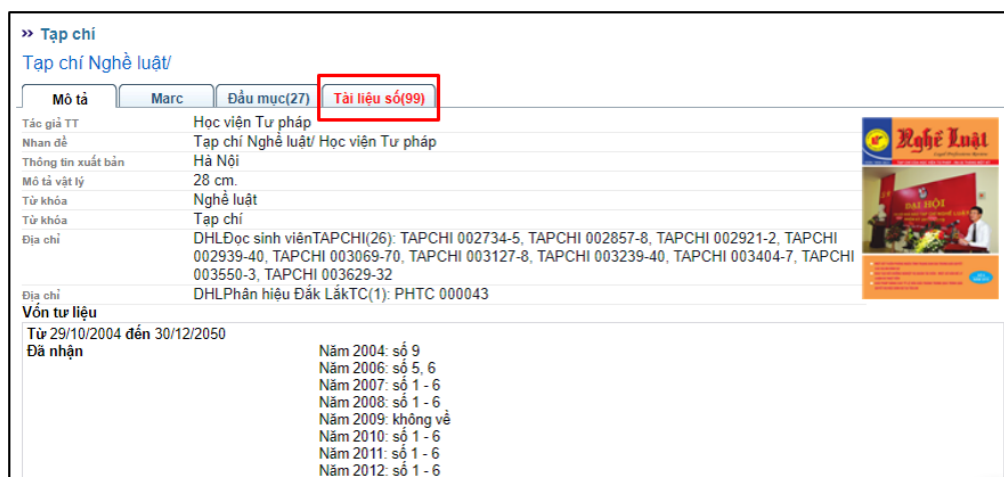 ›› Tạp chí
Tạp chí Nghề luật/
Mô tả Marc Đầu mục(27) Tài liệu số(99)
Tác giả TT Học viện Tư pháp
Nhan đề Tạp chí Nghề luật/ Học viện Tư pháp
Thông tin xuất bản Hà Nội
Mô tả vật lý 28 cm.
Từ khóa Nghề luật
Từ khóa Tạp chí
Địa chỉ DHLĐọc sinh viênTAPCHI(26): TAPCHI 002734-5, TAPCHI 002857-8, TAPCHI 002921-2, TAPCHI
002939-40, TAPCHI 003069-70, TAPCHI 003127-8, TAPCHI 003239-40, TAPCHI 003404-7, TAPCHI
003550-3, TAPCHI 003629-32
Địa chỉ DHLPhân hiệu Đắk LắkTC(1): PHTC 000043
Nghề Luật
ĐẠI HỘI
Vốn tư liệu
Từ 29/10/2004 đến 30/12/2050
Đã nhận Năm 2004: số 9
Năm 2006: số 5, 6
Năm 2007: số 1 - 6
Năm 2008: số 1 - 6
Năm 2009: không về
Năm 2010: số 1 - 6
Năm 2011: số 1 - 6
Năm 2012: số 1 - 6